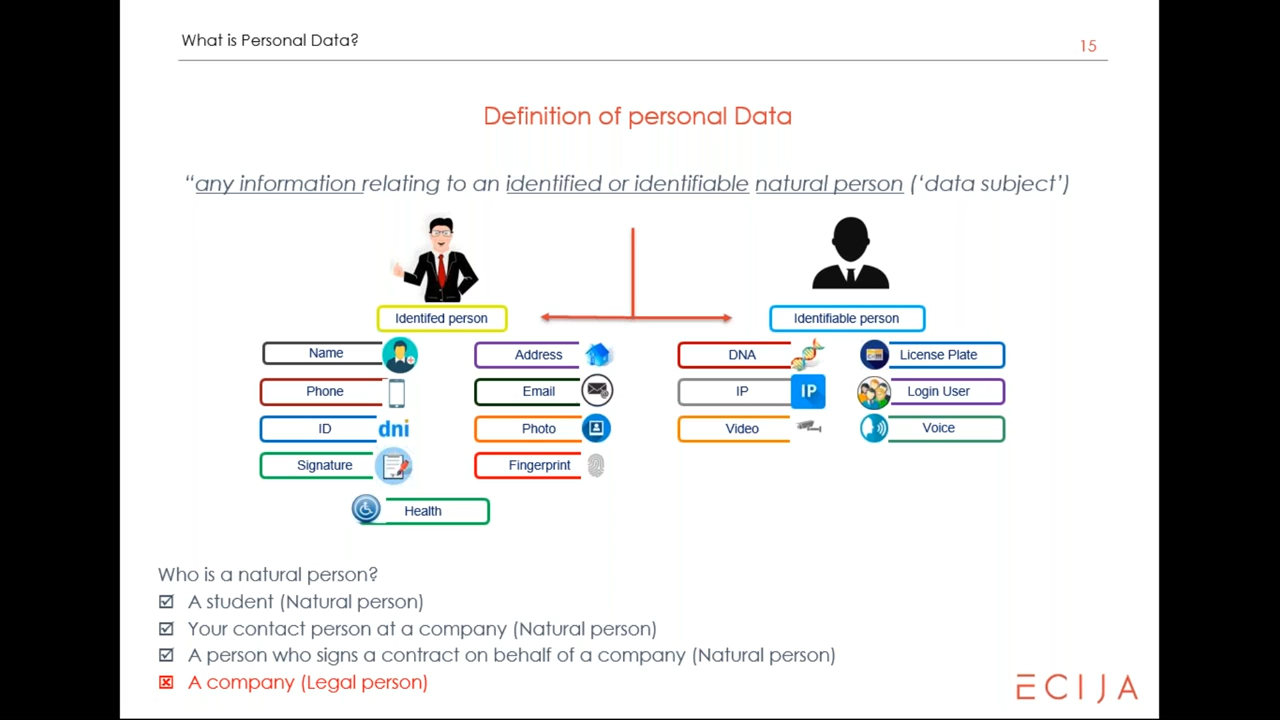 What is Personal Data?
15
Definition of personal Data
“any information relating to an identified or identifiable natural person (‘data subject’)
Identifed person
Identifiable person
Name
Address
DNA
License Plate
Phone
Email
IP
IP
Login User
ID
dni
Photo
Video
Voice
Signature
Fingerprint
Health
Who is a natural person?
A student (Natural person)
Your contact person at a company (Natural person)
A person who signs a contract on behalf of a company (Natural person)
A company (Legal person)
ECIJA